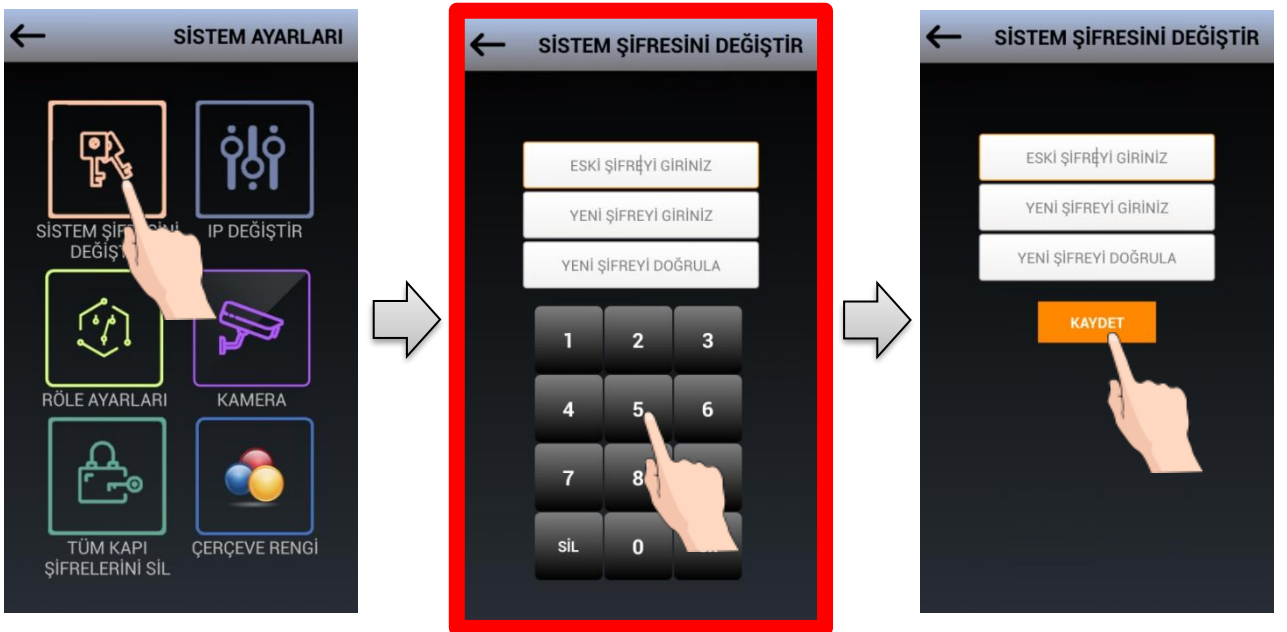 SİSTEM AYARLARI
IP DEĞİŞTİR
RÖLE AYARLARI
KAMERA
TÜM KAPI
ŞİFRELERİNİ SİL
ÇERÇEVE RENGİ
SİSTEM ŞİFRESİNİ DEĞİŞTİR
ESKİ ŞİFREYİ GİRİNİZ
YENİ ŞİFREYİ GİRİNİZ
YENİ ŞİFREYİ DOĞRULA
1 2 3
4 5 6
7 8
SİL 0
SİSTEM ŞİFRESİNİ DEĞİŞTİR
ESKİ ŞİFREYİ GİRİNİZ
YENİ ŞİFREYİ GİRİNİZ
YENİ ŞİFREYİ DOĞRULA
KAYDET